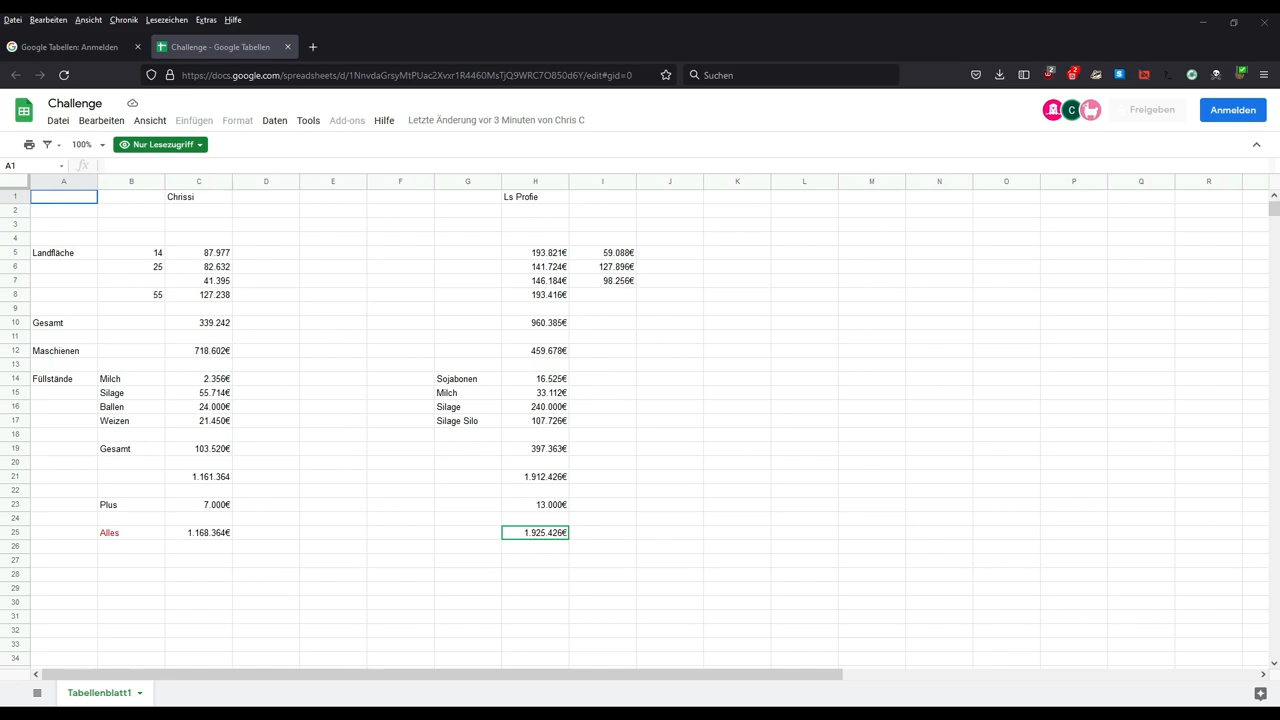 Datei Bearbeiten Ansicht Chronik Lesezeichen Extras Hilfe
Google Tabellen: Anmelden Challenge - Google Tabellen
https://docs.google.com/spreadsheets/d/1NnvdaGrsyMtPUac2Xvxr1R4460MsTjQ9WRC7O850d6Y/edit#gid=0 Suchen
Challenge
Datei Bearbeiten Ansicht Einfügen Format Daten Tools Add-ons Hilfe Letzte Änderung vor 3 Minuten von Chris C
C Freigeben Anmelden
100% Nur Lesezugriff
A1 fx
A B C D E F G H I J K L M N O P Q R
1 Chrissi Ls Profie
2
3
4
5 Landfläche 14 87.977 193.821€ 59.088€
6 25 82.632 141.724€ 127.896€
7 41.395 146.184€ 98.256€
8 55 127.238 193.416€
9
10 Gesamt 339.242 960.385€
11
12 Maschienen 718.602€ 459.678€
13
14 Füllstände Milch 2.356€ Sojabonen 16.525€
15 Silage 55.714€ Milch 33.112€
16 Ballen 24.000€ Silage 240.000€
17 Weizen 21.450€ Silage Silo 107.726€
18
19 Gesamt 103.520€ 397.363€
20
21 1.161.364 1.912.426€
22
23 Plus 7.000€ 13.000€
24
25 Alles 1.168.364€ 1.925.426€
26
27
28
29
30
31
32
33
34
Tabellenblatt1